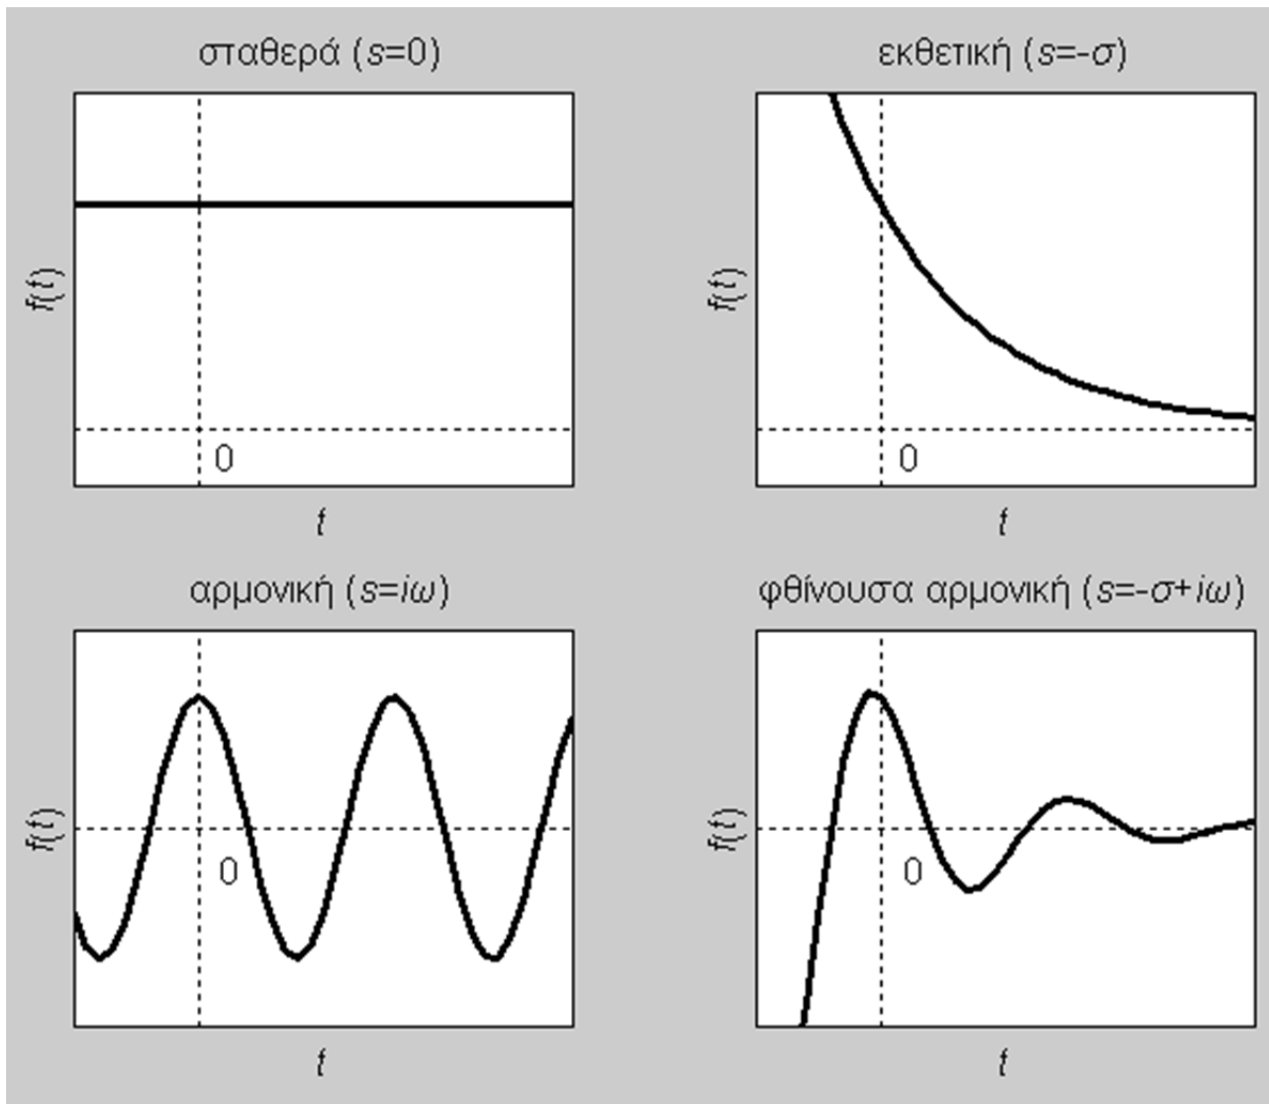 σταθερά (s=0)
εκθετική (s=-σ)
f(t)
0
t
f(t)
0
t
αρμονική (s=iω)
φθίνουσα αρμονική (s=-σ+iω)
f(t)
0
t
f(t)
0
t